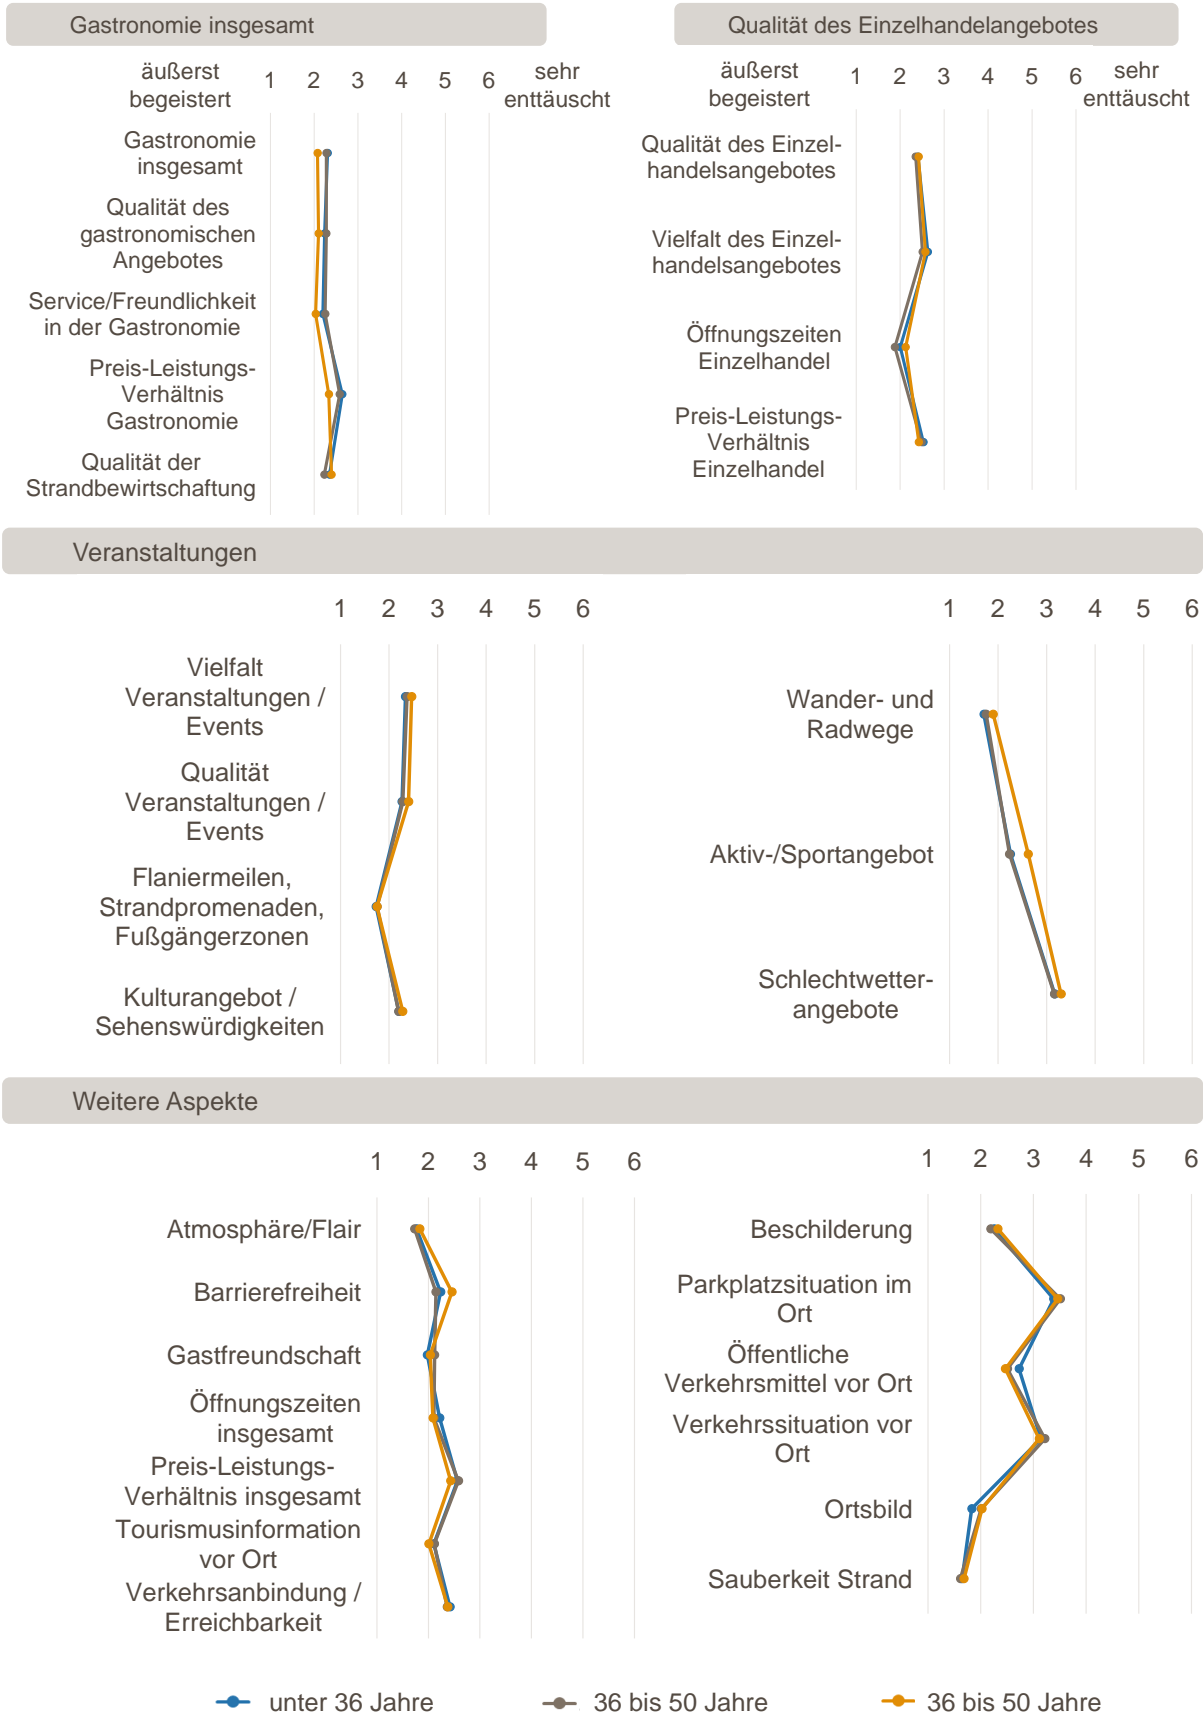 Gastronomie insgesamt
äußerst
begeistert
1 2 3 4 5 6
sehr
enttäuscht
Gastronomie
insgesamt
Qualität des
gastronomischen
Angebotes
Service/Freundlichkeit
in der Gastronomie
Preis-Leistungs-
Verhältnis
Gastronomie
Qualität der
Strandbewirtschaftung
Qualität des Einzelhandelangebotes
äußerst
begeistert
1 2 3 4 5 6
sehr
enttäuscht
Qualität des Einzel-
handelsangebotes
Vielfalt des Einzel-
handelsangebotes
Öffnungszeiten
Einzelhandel
Preis-Leistungs-
Verhältnis
Einzelhandel
Veranstaltungen
1 2 3 4 5 6
Vielfalt
Veranstaltungen /
Events
Qualität
Veranstaltungen /
Events
Flaniermeilen,
Strandpromenaden,
Fußgängerzonen
Kulturangebot /
Sehenswürdigkeiten
1 2 3 4 5 6
Wander- und
Radwege
Aktiv-/Sportangebot
Schlechtwetter-
angebote
Weitere Aspekte
1 2 3 4 5 6
Atmosphäre/Flair
Barrierefreiheit
Gastfreundschaft
Öffnungszeiten
insgesamt
Preis-Leistungs-
Verhältnis insgesamt
Tourismusinformation
vor Ort
Verkehrsanbindung /
Erreichbarkeit
1 2 3 4 5 6
Beschilderung
Parkplatzsituation im
Ort
Öffentliche
Verkehrsmittel vor Ort
Verkehrssituation vor
Ort
Ortsbild
Sauberkeit Strand
unter 36 Jahre
36 bis 50 Jahre
36 bis 50 Jahre